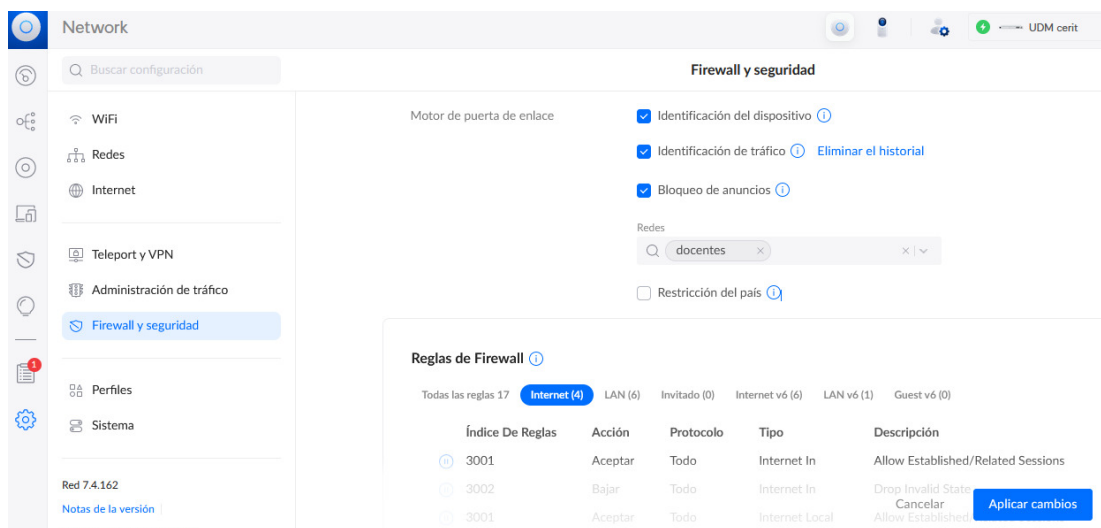 Network
UDM cerit
Buscar configuración
Firewall y seguridad
WiFi
Redes
Internet
Teleport y VPN
Administración de tráfico
Firewall y seguridad
1
Perfiles
Sistema
Red 7.4.162
Notas de la versión
Motor de puerta de enlace
Identificación del dispositivo
Identificación de tráfico Eliminar el historial
Bloqueo de anuncios
Redes
docentes
Restricción del país
Reglas de Firewall
Todas las reglas 17 Internet (4) LAN (6) Invitado (0) Internet v6 (6) LAN v6 (1) Guest v6 (0)
Índice De Reglas Acción Protocolo Tipo Descripción
3001 Aceptar Todo Internet In Allow Established/Related Sessions
3002 Bajar Todo Internet In Drop Invalid State
3001 Aceptar Todo Internet Local Allow Established
Cancelar Aplicar cambios